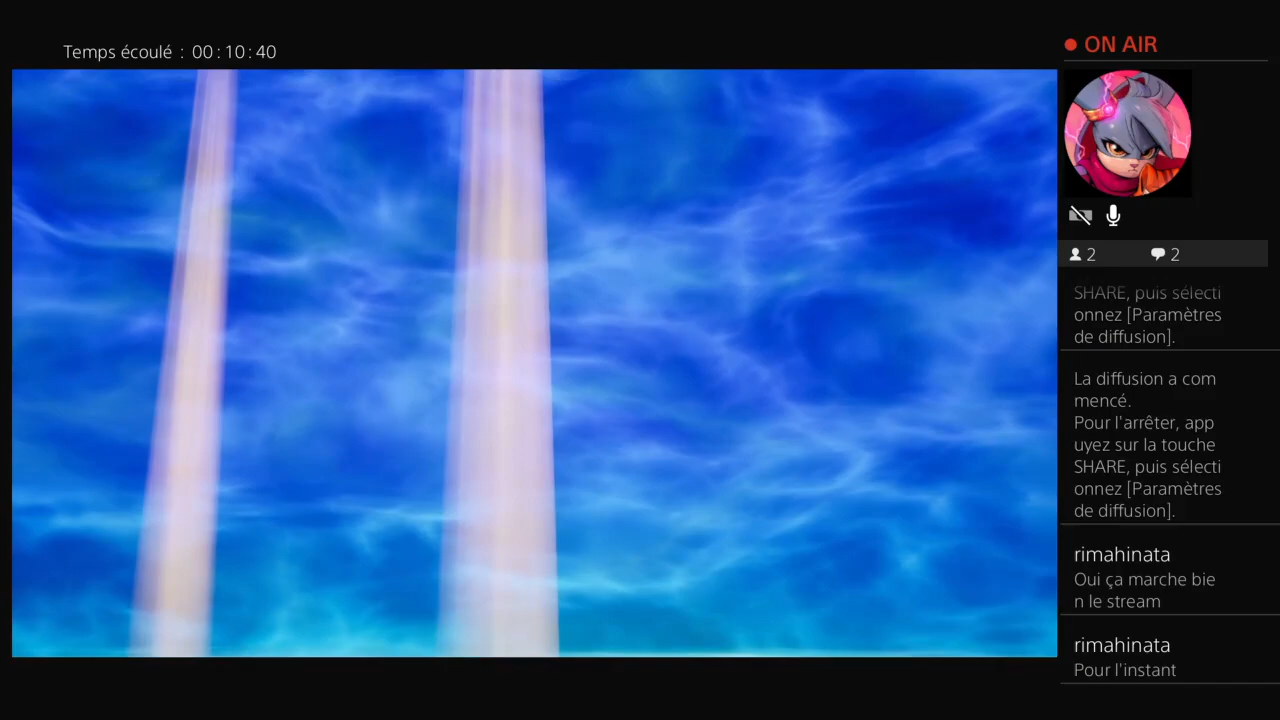 Temps écoulé : 00:10:40
ON AIR
2
2
SHARE, puis sélecti
onnez [Paramètres
de diffusion].
La diffusion a com
mencé.
Pour l'arrêter, app
uyez sur la touche
SHARE, puis sélecti
onnez [Paramètres
de diffusion].
rimahinata
Oui ça marche bie
n le stream
rimahinata
Pour l'instant